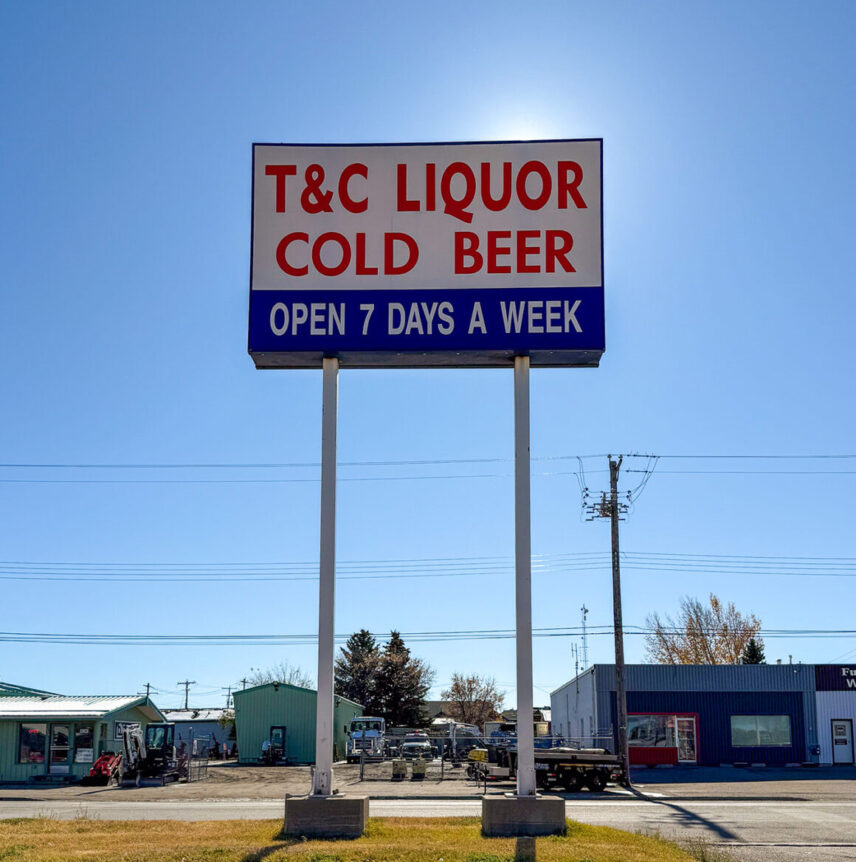 T&C LIQUOR
COLD BEER
OPEN 7 DAYS A WEEK